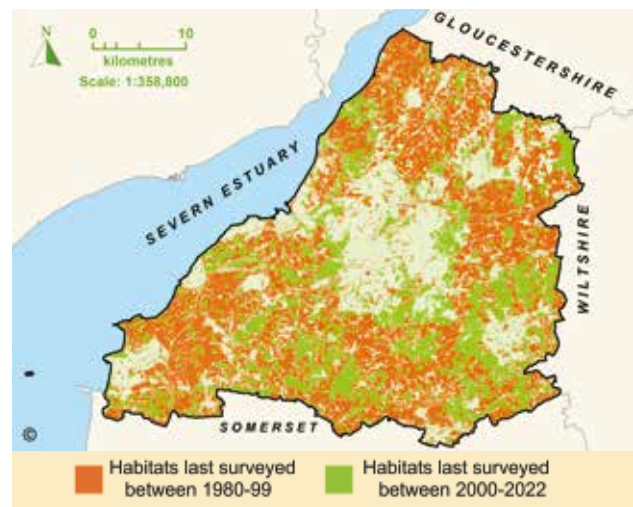 N
0 10
kilometres
Scale: 1:358,800
GLOUCESTERSHIRE
SEVERN ESTUARY
WILTSHIRE
SOMERSET
©
Habitats last surveyed
between 1980-99
Habitats last surveyed
between 2000-2022